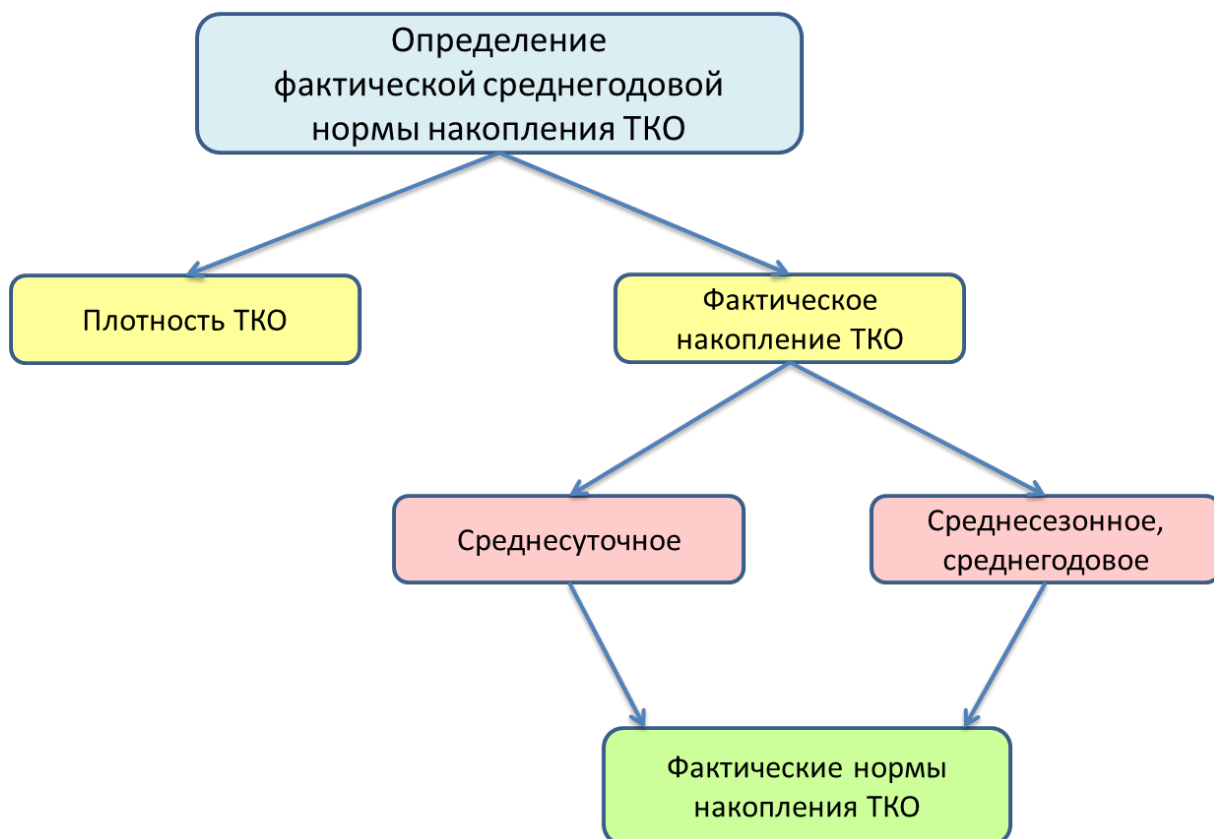 Определение
фактической среднегодовой
нормы накопления ТКО
Плотность ТКО
Фактическое
накопление ТКО
Среднесуточное
Среднесезонное,
среднегодовое
Фактические нормы
накопления ТКО